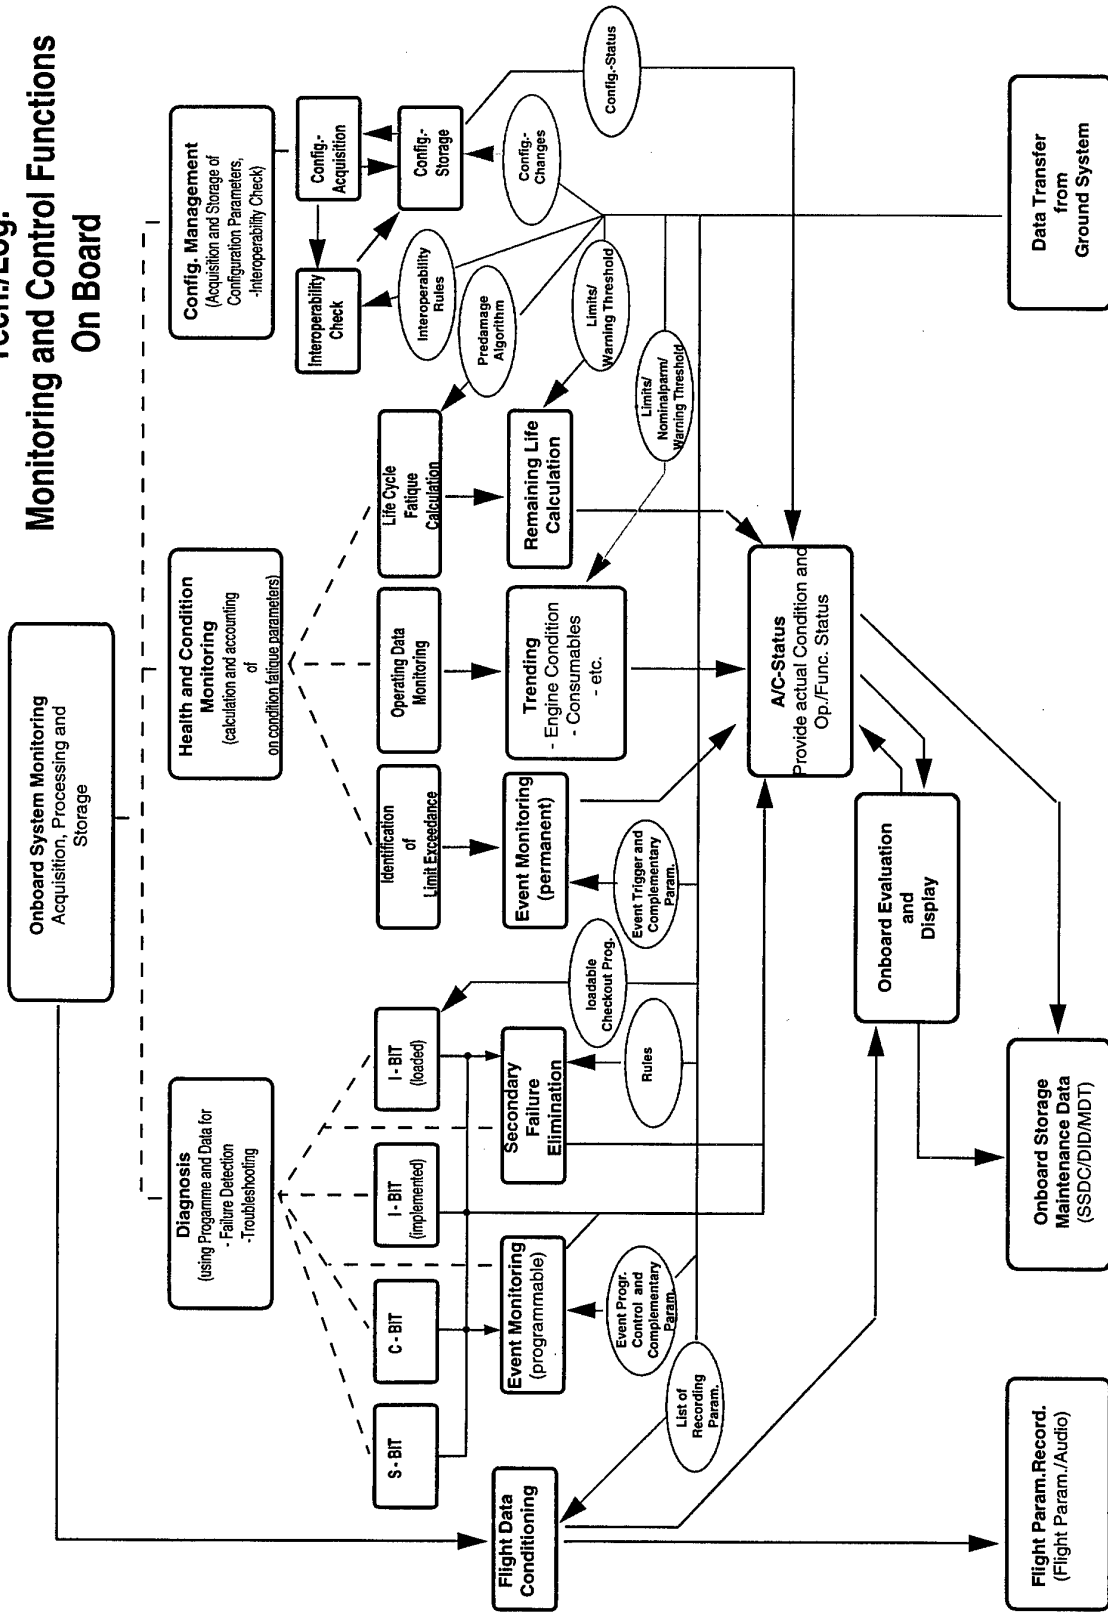 Tech./Log.
Monitoring and Control Functions
On Board
Onboard System Monitoring
Acquisition, Processing and
Storage
Diagnosis
(using Progamme and Data for
- Failure Detection
-Troubleshooting
Health and Condition
Monitoring
(calculation and accounting
of
on condition fatique parameters)
Config. Management
(Acquisition and Storage of
Configuration Parameters,
-Interoperability Check)
S - BIT
C - BIT
I - BIT
(implemented)
I - BIT
(loaded)
Identification
of
Limit Exceedance
Operating Data
Monitoring
Life Cycle
Fatique
Calculation
Interoperability
Check
Config.-
Acquisition
Config.-
Storage
Flight Data
Conditioning
Event Monitoring
(programmable)
Secondary
Failure
Elimination
Event Monitoring
(permanent)
Trending
- Engine Condition
- Consumables
- etc.
Remaining Life
Calculation
Predamage
Algorithm
Interoperability
Rules
Config.-
Changes
Config.-Status
List of
Recording
Param.
Event Progr.
Control and
Complementary
Param.
Rules
loadable
Checkout Prog.
Event Trigger and
Complementary
Param.
Limits/
Nominalparm/
Warning Threshold
Limits/
Warning Threshold
A/C-Status
Provide actual Condition and
Op./Func. Status
Onboard Evaluation
and
Display
Flight Param.Record.
(Flight Param./Audio)
Onboard Storage
Maintenance Data
(SSDC/DID/MDT)
Data Transfer
from
Ground System